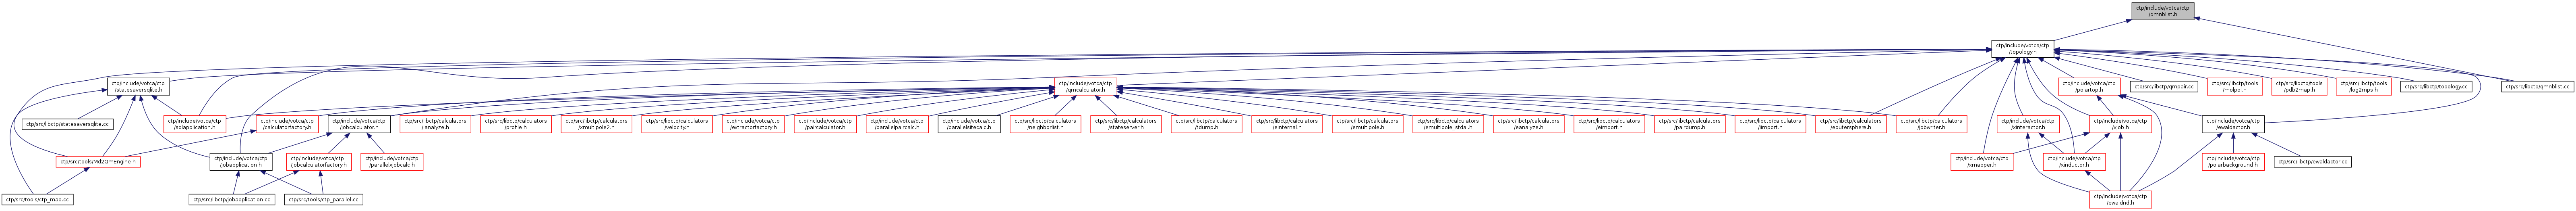 ctp/include/votca/ctp
/qmnblist.h
ctp/include/votca/ctp
/topology.h
ctp/include/votca/ctp
/statesaversqlite.h
ctp/include/votca/ctp
/qmcalculator.h
ctp/include/votca/ctp
/polartop.h
ctp/src/libctp/qmpair.cc
ctp/src/libctp/tools
/molpol.h
ctp/src/libctp/tools
/pdb2map.h
ctp/src/libctp/tools
/log2mps.h
ctp/src/libctp/topology.cc
ctp/src/libctp/qmnblist.cc
ctp/src/libctp/statesaversqlite.cc
ctp/include/votca/ctp
/sqlapplication.h
ctp/include/votca/ctp
/calculatorfactory.h
ctp/include/votca/ctp
/jobcalculator.h
ctp/src/libctp/calculators
/ianalyze.h
ctp/src/libctp/calculators
/profile.h
ctp/src/libctp/calculators
/xmultipole2.h
ctp/src/libctp/calculators
/velocity.h
ctp/include/votca/ctp
/extractorfactory.h
ctp/include/votca/ctp
/paircalculator.h
ctp/include/votca/ctp
/parallelpaircalc.h
ctp/include/votca/ctp
/parallelsitecalc.h
ctp/src/libctp/calculators
/neighborlist.h
ctp/src/libctp/calculators
/stateserver.h
ctp/src/libctp/calculators
/tdump.h
ctp/src/libctp/calculators
/einternal.h
ctp/src/libctp/calculators
/emultipole.h
ctp/src/libctp/calculators
/emultipole_stdal.h
ctp/src/libctp/calculators
/eanalyze.h
ctp/src/libctp/calculators
/eimport.h
ctp/src/libctp/calculators
/pairdump.h
ctp/src/libctp/calculators
/iimport.h
ctp/src/libctp/calculators
/eoutersphere.h
ctp/src/libctp/calculators
/jobwriter.h
ctp/include/votca/ctp
/xinteractor.h
ctp/include/votca/ctp
/xjob.h
ctp/include/votca/ctp
/ewaldactor.h
ctp/src/tools/Md2QmEngine.h
ctp/include/votca/ctp
/jobapplication.h
ctp/include/votca/ctp
/jobcalculatorfactory.h
ctp/include/votca/ctp
/parallelxjobcalc.h
ctp/include/votca/ctp
/xmapper.h
ctp/include/votca/ctp
/xinductor.h
ctp/include/votca/ctp
/polarbackground.h
ctp/src/libctp/ewaldactor.cc
ctp/src/tools/ctp_map.cc
ctp/src/libctp/jobapplication.cc
ctp/src/tools/ctp_parallel.cc
ctp/include/votca/ctp
/ewaldnd.h